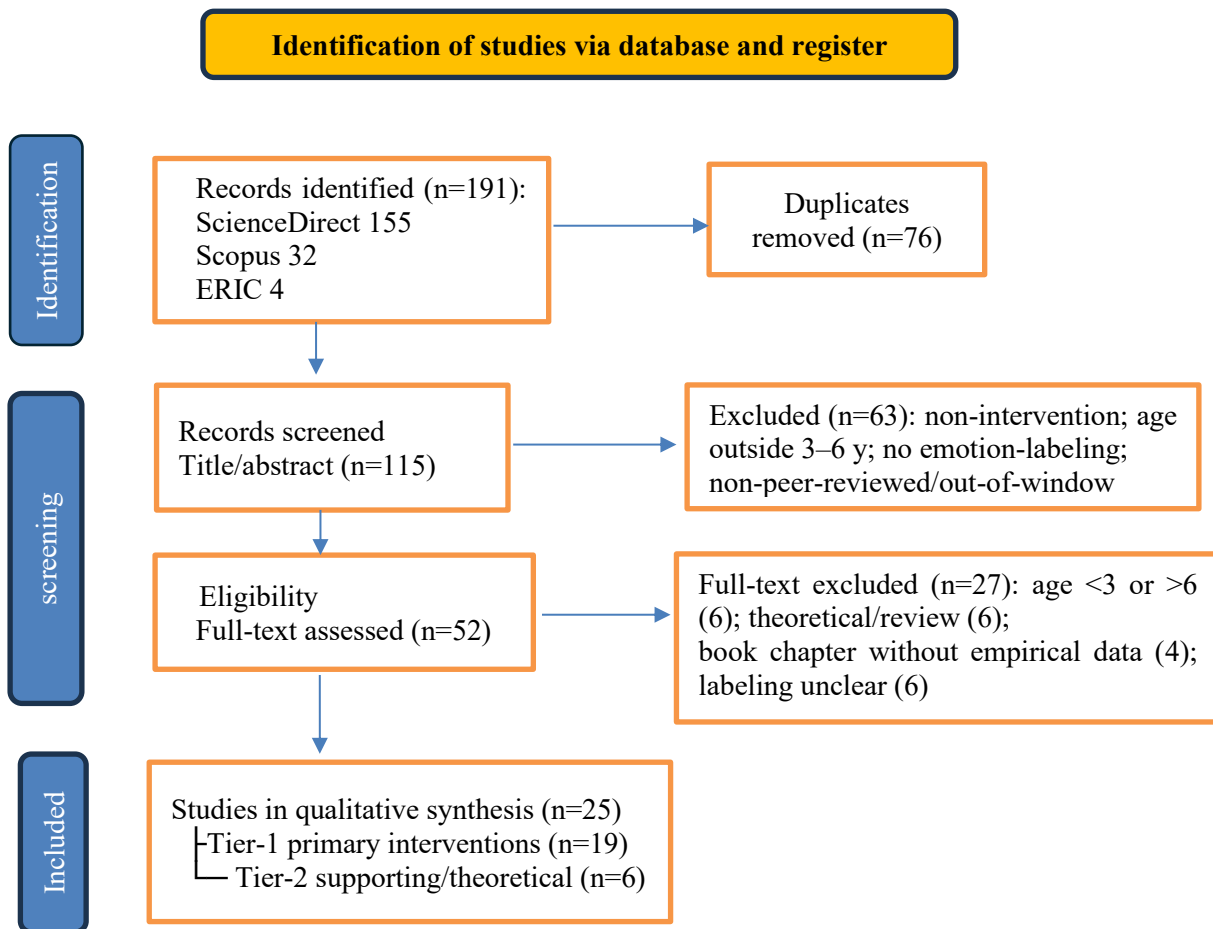 Identification of studies via database and register
Identification
Records identified (n=191):
ScienceDirect 155
Scopus 32
ERIC 4
Duplicates
removed (n=76)
screening
Records screened
Title/abstract (n=115)
Excluded (n=63): non-intervention; age
outside 3–6 y; no emotion-labeling;
non-peer-reviewed/out-of-window
Eligibility
Full-text assessed (n=52)
Full-text excluded (n=27): age <3 or >6
(6); theoretical/review (6);
book chapter without empirical data (4);
labeling unclear (6)
Included
Studies in qualitative synthesis (n=25)
├Tier-1 primary interventions (n=19)
└── Tier-2 supporting/theoretical (n=6)